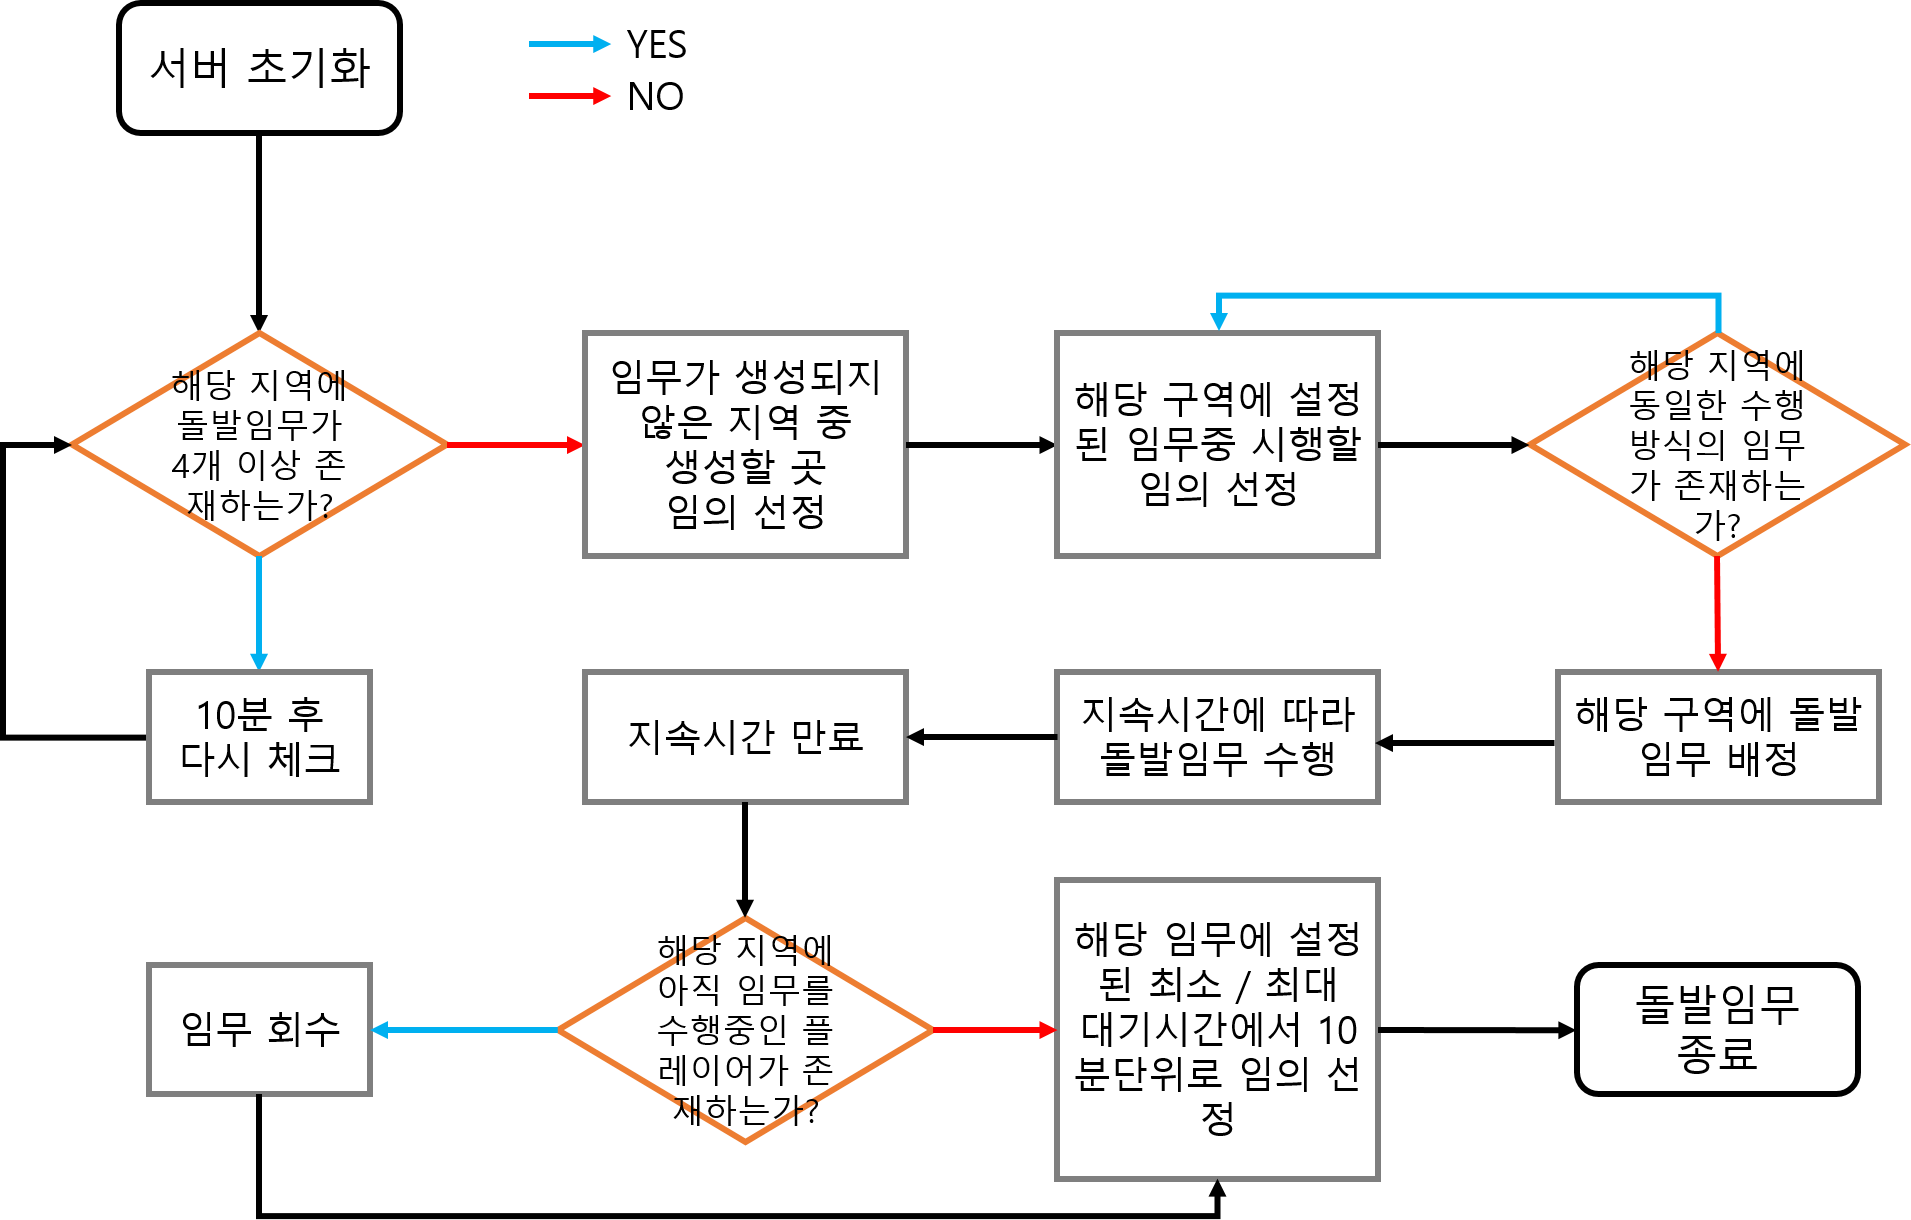 서버 초기화
YES
NO
해당 지역에
돌발임무가
4개 이상 존
재하는가?
임무가 생성되지
않은 지역 중
생성할 곳
임의 선정
해당 구역에 설정
된 임무중 시행할
임의 선정
해당 지역에
동일한 수행
방식의 임무
가 존재하는
가?
10분 후
다시 체크
지속시간 만료
지속시간에 따라
돌발임무 수행
해당 구역에 돌발
임무 배정
임무 회수
해당 지역에
아직 임무를
수행중인 플
레이어가 존
재하는가?
해당 임무에 설정
된 최소 / 최대
대기시간에서 10
분단위로 임의 선
정
돌발임무
종료